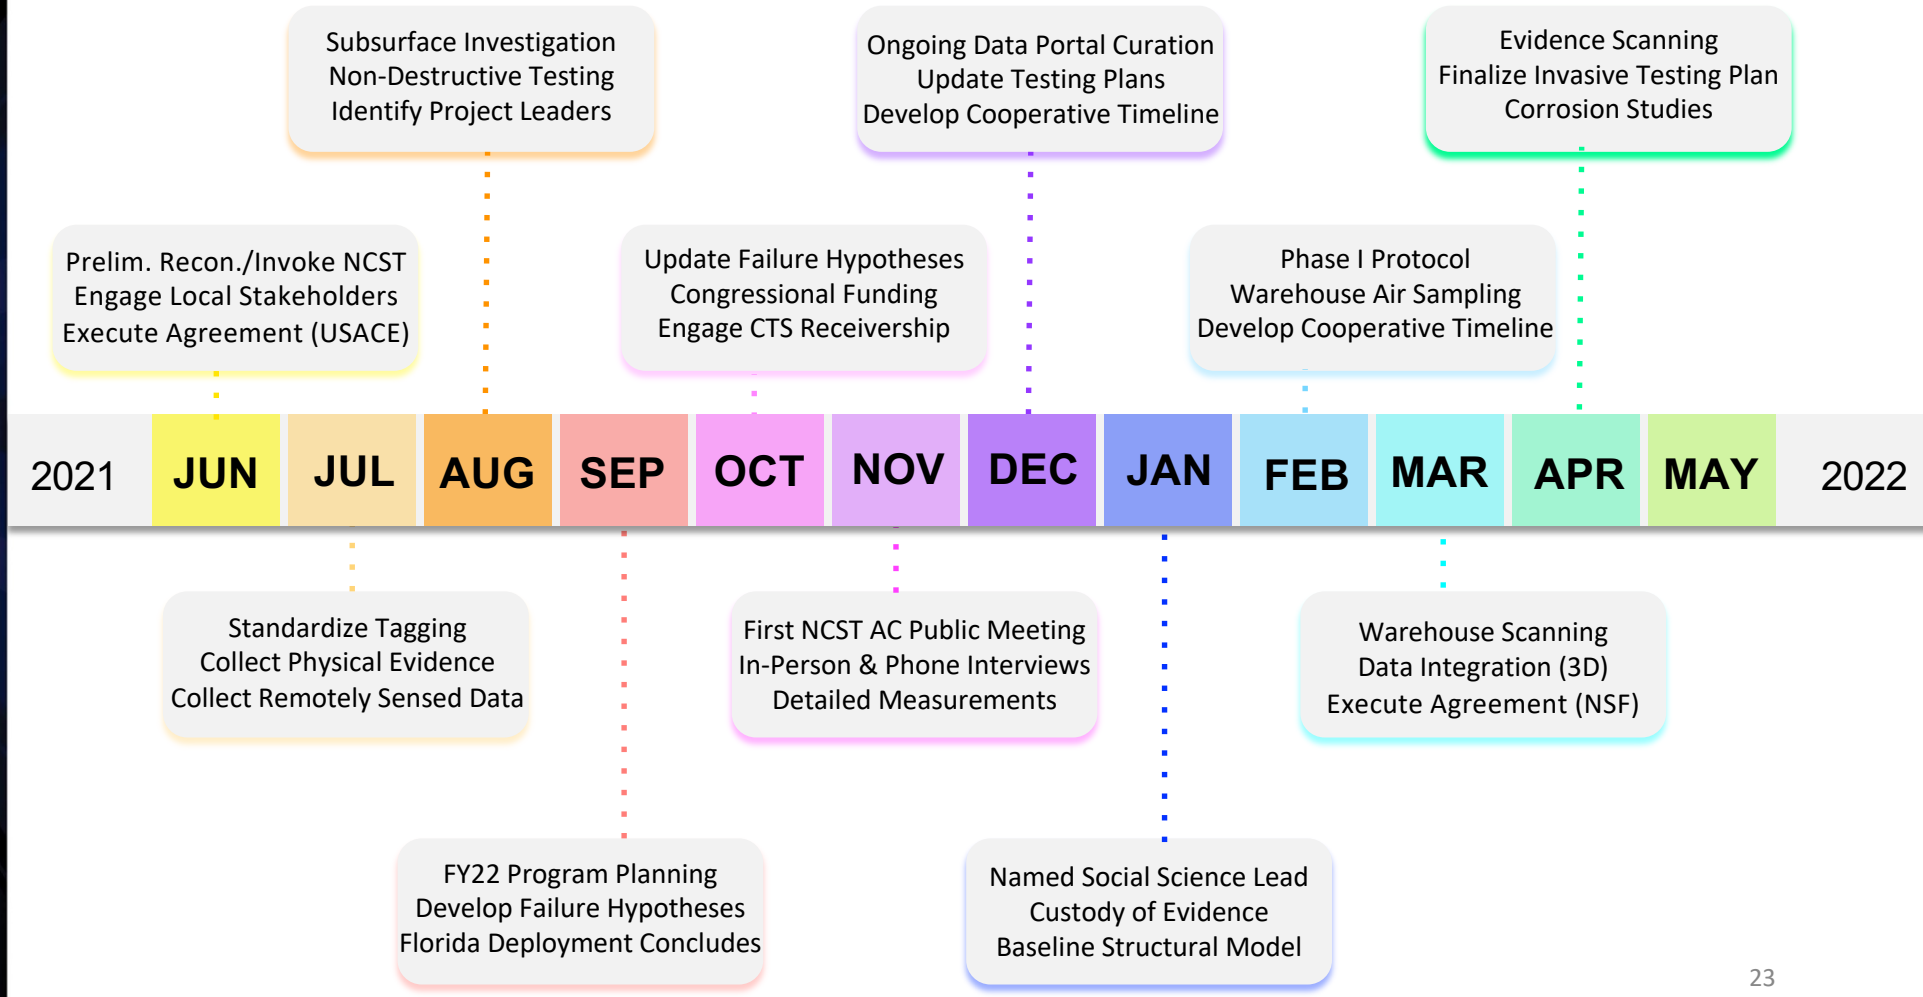 Subsurface Investigation
Non-Destructive Testing
Identify Project Leaders
Ongoing Data Portal Curation
Update Testing Plans
Develop Cooperative Timeline
Evidence Scanning
Finalize Invasive Testing Plan
Corrosion Studies
Prelim. Recon./Invoke NCST
Engage Local Stakeholders
Execute Agreement (USACE)
Update Failure Hypotheses
Congressional Funding
Engage CTS Receivership
Phase I Protocol
Warehouse Air Sampling
Develop Cooperative Timeline
2021 JUN JUL AUG SEP OCT NOV DEC JAN FEB MAR APR MAY 2022
Standardize Tagging
Collect Physical Evidence
Collect Remotely Sensed Data
First NCST AC Public Meeting
In-Person & Phone Interviews
Detailed Measurements
Warehouse Scanning
Data Integration (3D)
Execute Agreement (NSF)
FY22 Program Planning
Develop Failure Hypotheses
Florida Deployment Concludes
Named Social Science Lead
Custody of Evidence
Baseline Structural Model
23